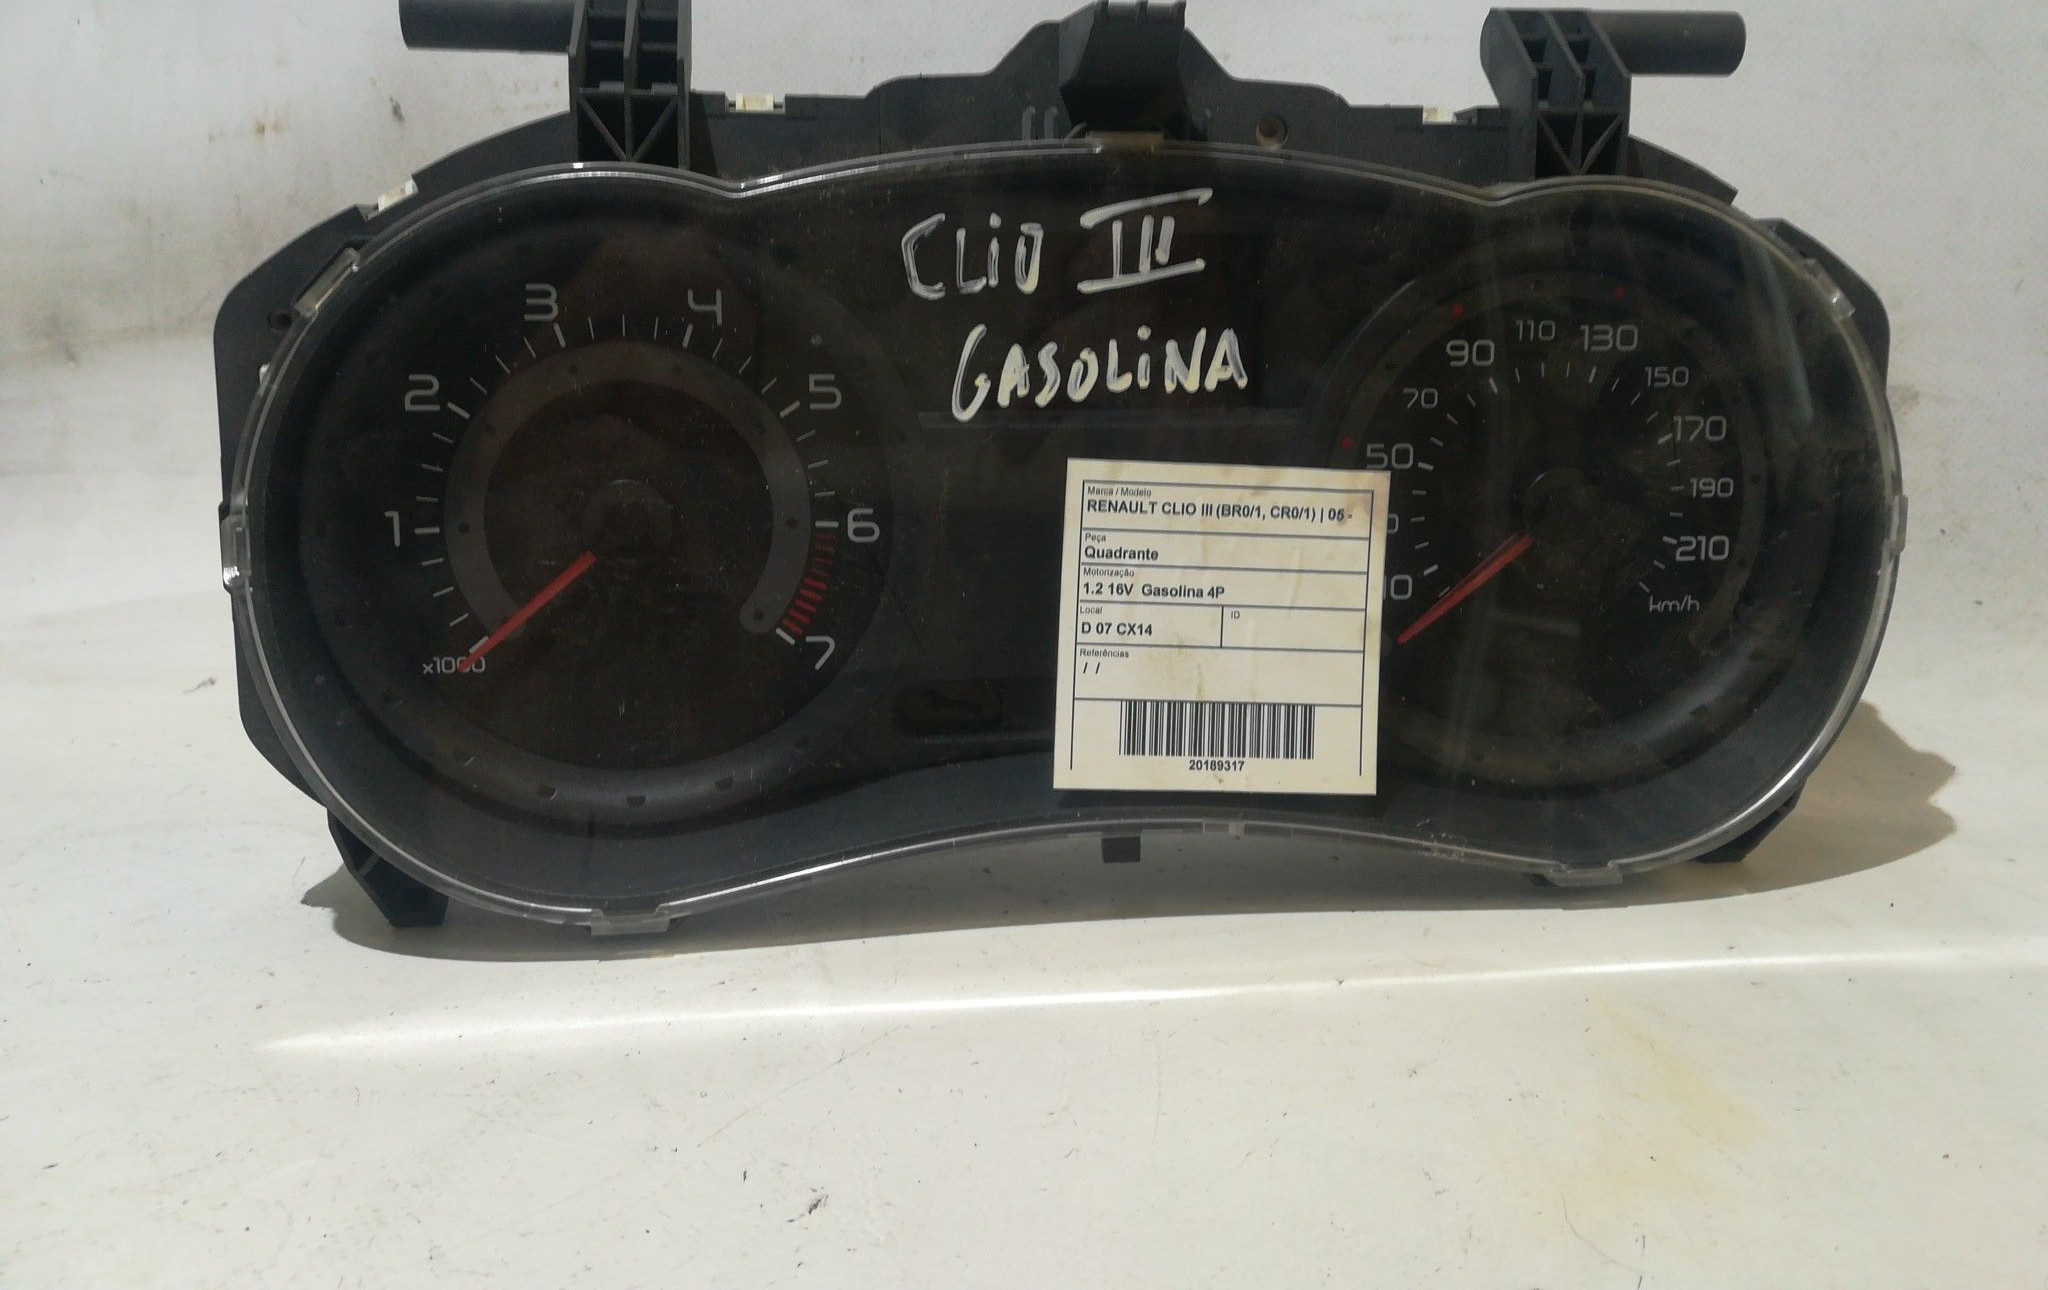 CLIO III
GASOLINA
1
2
3
4
5
6
7
x1000
10
50
70
90
110
130
150
170
190
210
km/h
Marca / Modelo
RENAULT CLIO III (BR0/1, CR0/1) | 05 -
Peça
Quadrante
Motorização
1.2 16V Gasolina 4P
Local
ID
D 07 CX14
Referências
/ /
20189317